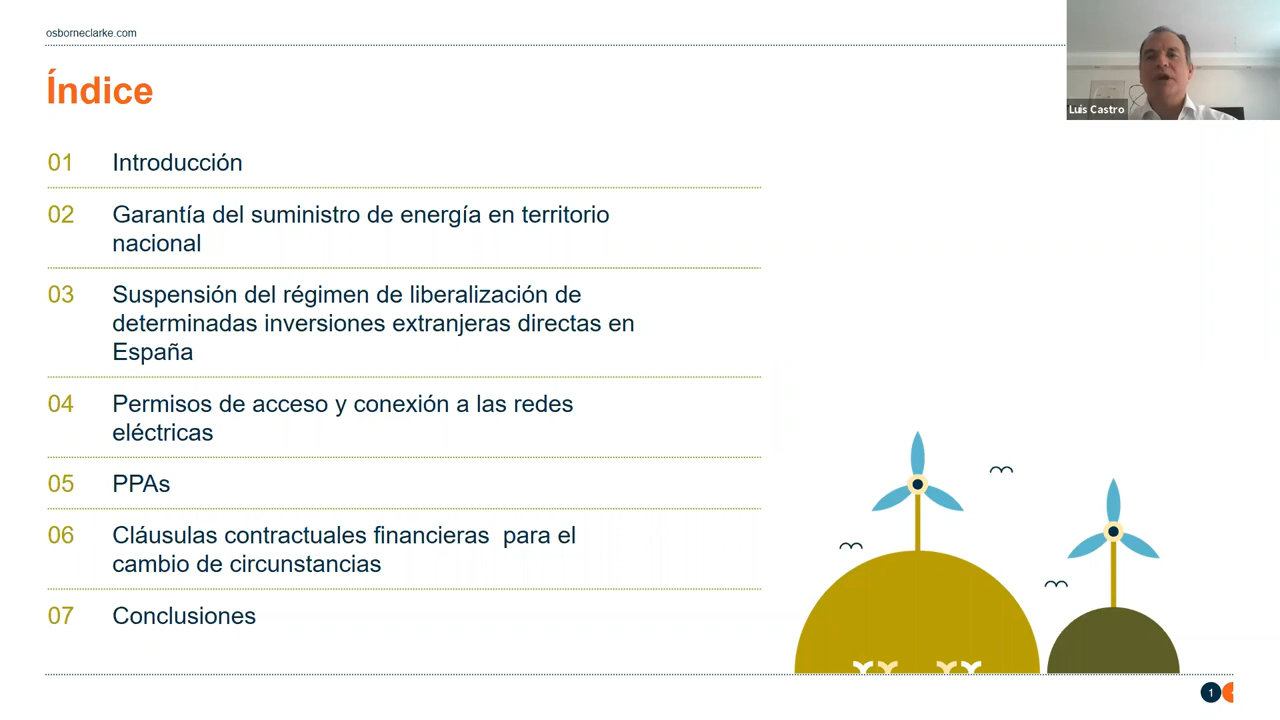 osborneclarke.com
Índice
Luis Castro
01 Introducción
02 Garantía del suministro de energía en territorio
nacional
03 Suspensión del régimen de liberalización de
determinadas inversiones extranjeras directas en
España
04 Permisos de acceso y conexión a las redes
eléctricas
05 PPAs
06 Cláusulas contractuales financieras  para el
cambio de circunstancias
07 Conclusiones
1